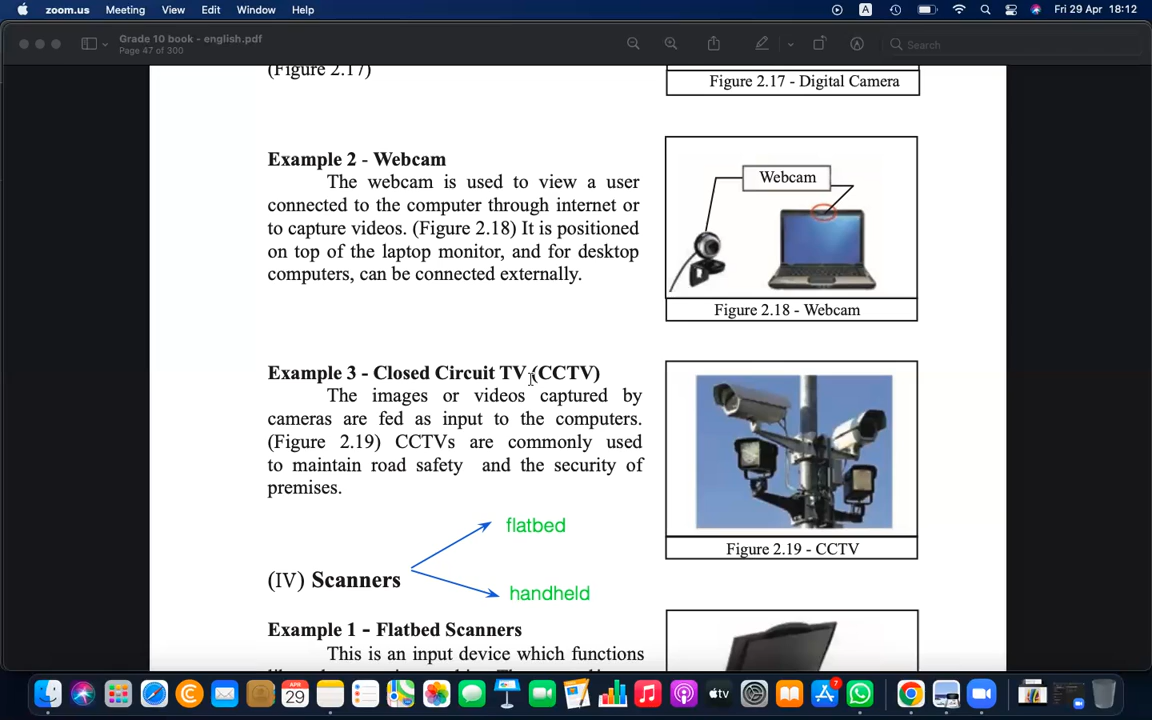 zoom.us Meeting View Edit Window Help
A
Fri 29 Apr 18:12
Grade 10 book - english.pdf
Page 47 of 300
Search
(Figure 2.17)
Figure 2.17 - Digital Camera
Example 2 - Webcam
The webcam is used to view a user
connected to the computer through internet or
to capture videos. (Figure 2.18) It is positioned
on top of the laptop monitor, and for desktop
computers, can be connected externally.
Webcam
Figure 2.18 - Webcam
Example 3 - Closed Circuit TV (CCTV)
The images or videos captured by
cameras are fed as input to the computers.
(Figure 2.19) CCTVs are commonly used
to maintain road safety and the security of
premises.
Figure 2.19 - CCTV
flatbed
(IV) Scanners
handheld
Example 1 - Flatbed Scanners
This is an input device which functions
APR
29
tv
7